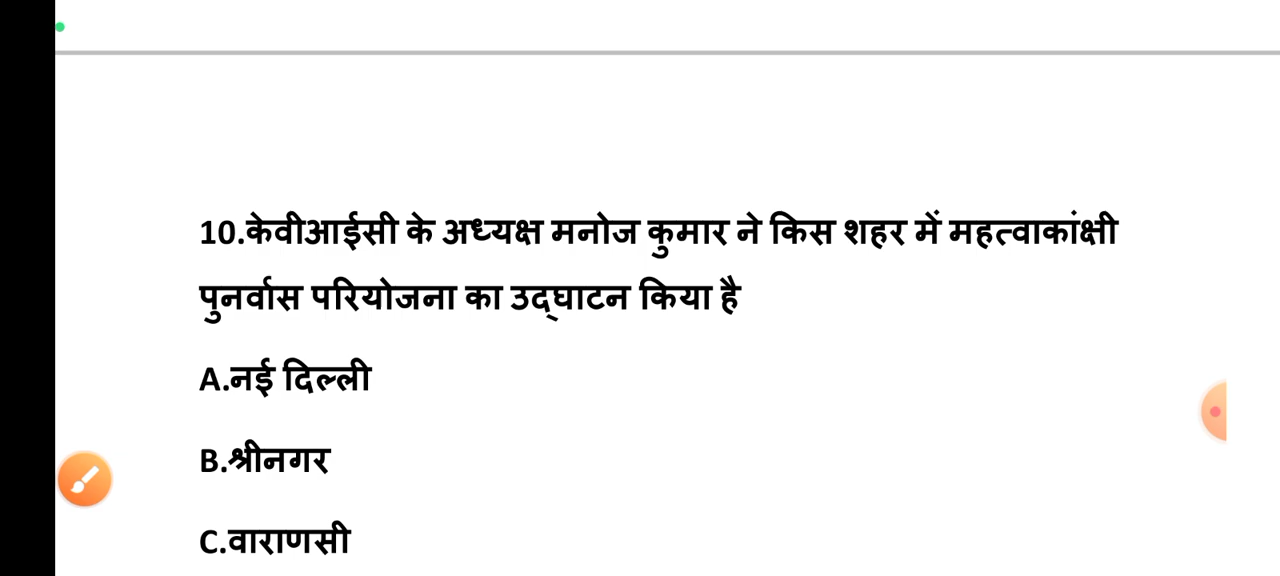 10.केवीआईसी के अध्यक्ष मनोज कुमार ने किस शहर में महत्वाकांक्षी
पुनर्वास परियोजना का उद्घाटन किया है
A.नई दिल्ली
B.श्रीनगर
C.वाराणसी